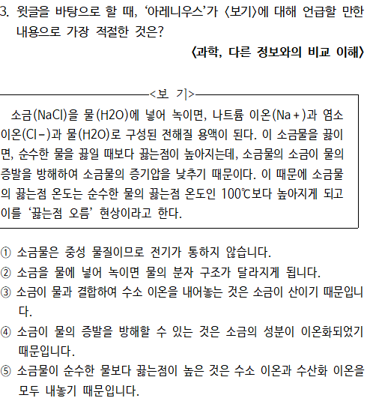 3. 윗글을 바탕으로 할 때, ‘아레니우스’가 <보기>에 대해 언급할 만한
내용으로 가장 적절한 것은?
<과학, 다른 정보와의 비교 이해>
<보 기>
소금(NaCl)을 물(H2O)에 넣어 녹이면, 나트륨 이온(Na+)과 염소
이온(Cl-)과 물(H2O)로 구성된 전해질 용액이 된다. 이 소금물을 끓이
면, 순수한 물을 끓일 때보다 끓는점이 높아지는데, 소금물의 소금이 물의
증발을 방해하여 소금물의 증기압을 낮추기 때문이다. 이 때문에 소금물
의 끓는점 온도는 순수한 물의 끓는점 온도인 100℃보다 높아지게 되고
이를 ‘끓는점 오름’ 현상이라고 한다.
① 소금물은 중성 물질이므로 전기가 통하지 않습니다.
② 소금을 물에 넣어 녹이면 물의 분자 구조가 달라지게 됩니다.
③ 소금이 물과 결합하여 수소 이온을 내어놓는 것은 소금이 산이기 때문입니
다.
④ 소금이 물의 증발을 방해할 수 있는 것은 소금의 성분이 이온화되었기
때문입니다.
⑤ 소금물이 순수한 물보다 끓는점이 높은 것은 수소 이온과 수산화 이온을
모두 내놓기 때문입니다.